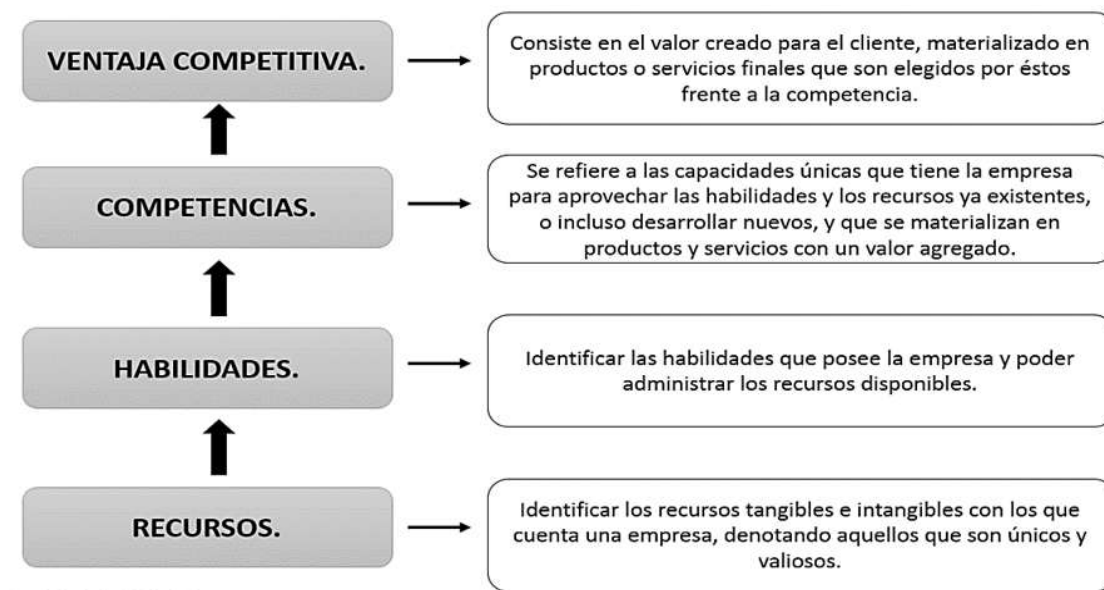 VENTAJA COMPETITIVA.
Consiste en el valor creado para el cliente, materializado en
productos o servicios finales que son elegidos por éstos
frente a la competencia.
COMPETENCIAS.
Se refiere a las capacidades únicas que tiene la empresa
para aprovechar las habilidades y los recursos ya existentes,
o incluso desarrollar nuevos, y que se materializan en
productos y servicios con un valor agregado.
HABILIDADES.
Identificar las habilidades que posee la empresa y poder
administrar los recursos disponibles.
RECURSOS.
Identificar los recursos tangibles e intangibles con los que
cuenta una empresa, denotando aquellos que son únicos y
valiosos.